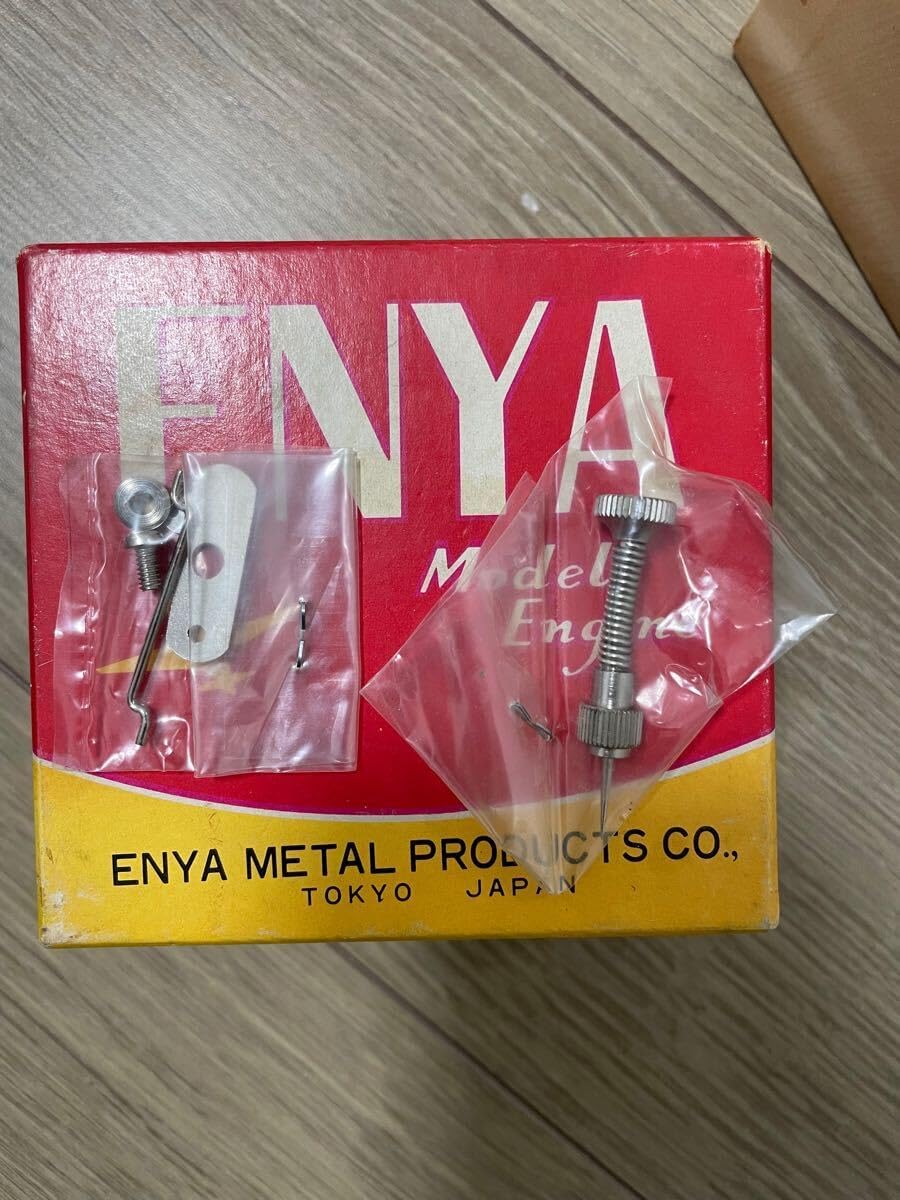 ENYA
Model
Engine
ENYA METAL PRODUCTS CO.,
TOKYO JAPAN